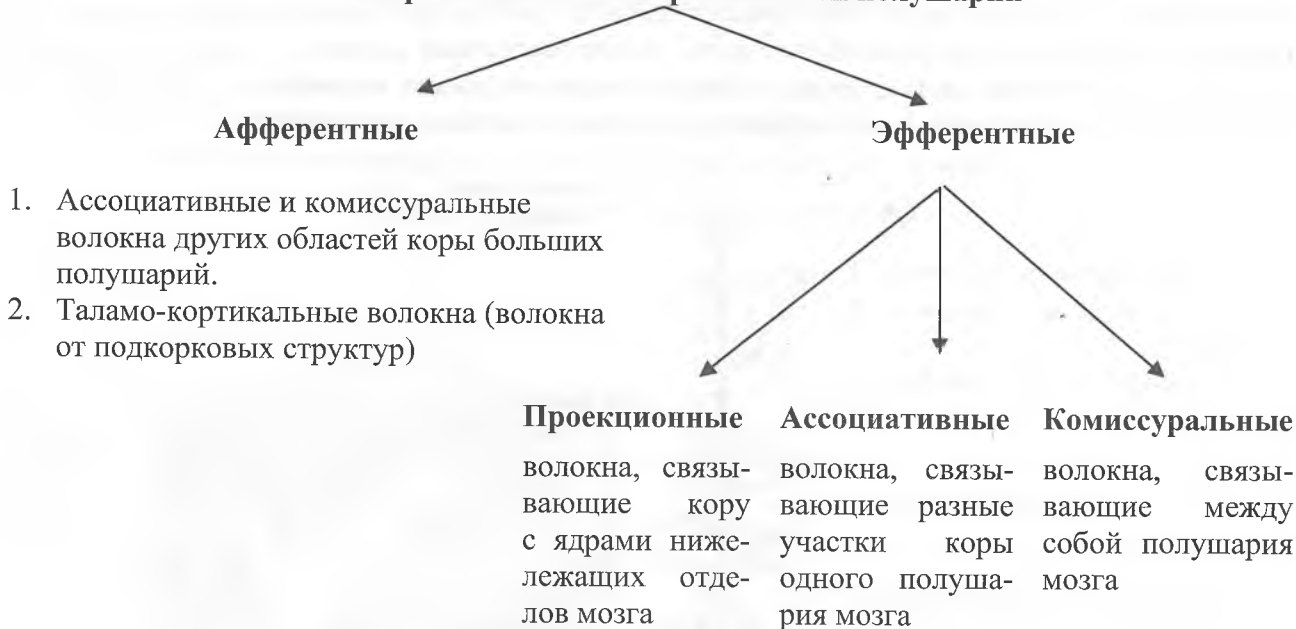 полушарий
Афферентные
Эфферентные
1. Ассоциативные и комиссуральные
волокна других областей коры больших
полушарий.
2. Таламо-кортикальные волокна (волокна
от подкорковых структур)
Проекционные
волокна, связы-
вающие кору
с ядрами ниже-
лежащих отде-
лов мозга
Ассоциативные
волокна, связы-
вающие разные
участки коры
одного полуша-
рия мозга
Комиссуральные
волокна, связы-
вающие между
собой полушария
мозга